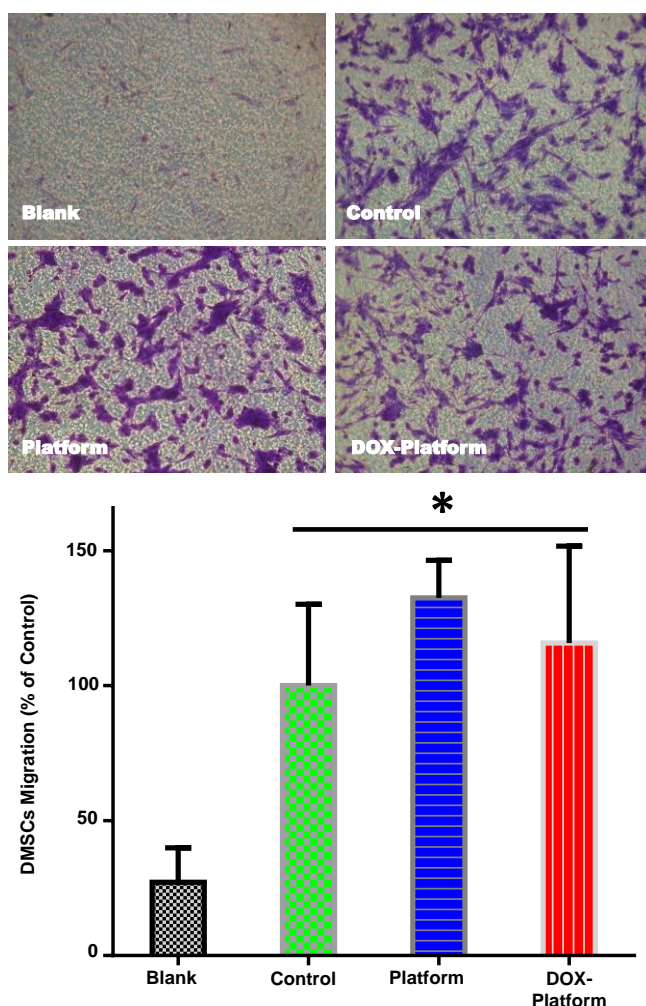 Blank
Control
Platform
DOX-Platform
*
150
100
50
0
DMSCs Migration (% of Control)
Blank
Control
Platform
DOX-
Platform